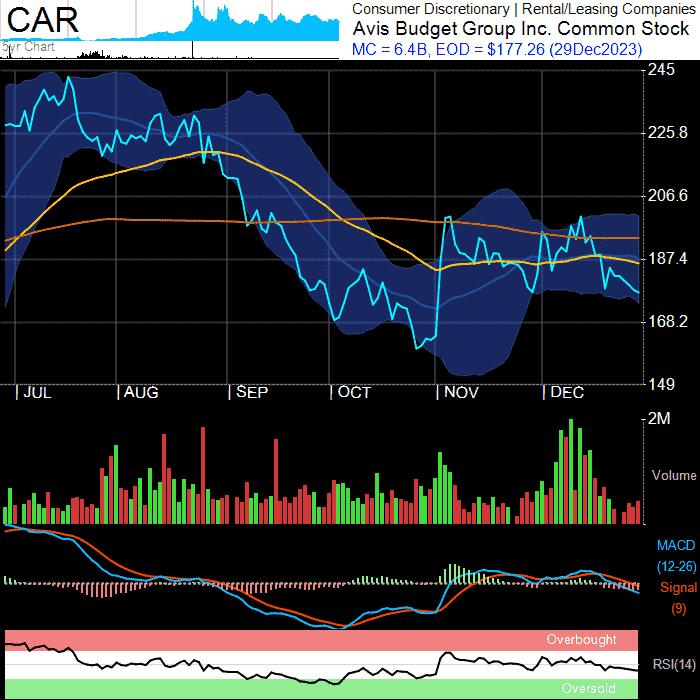 CAR
5yr Chart
Consumer Discretionary | Rental/Leasing Companies
Avis Budget Group Inc. Common Stock
MC = 6.4B, EOD = $177.26 (29Dec2023)
245
225.8
206.6
187.4
168.2
149
| JUL | AUG | SEP | OCT | NOV | DEC
2M
Volume
MACD
(12-26)
Signal
(9)
Overbought
RSI(14)
Oversold